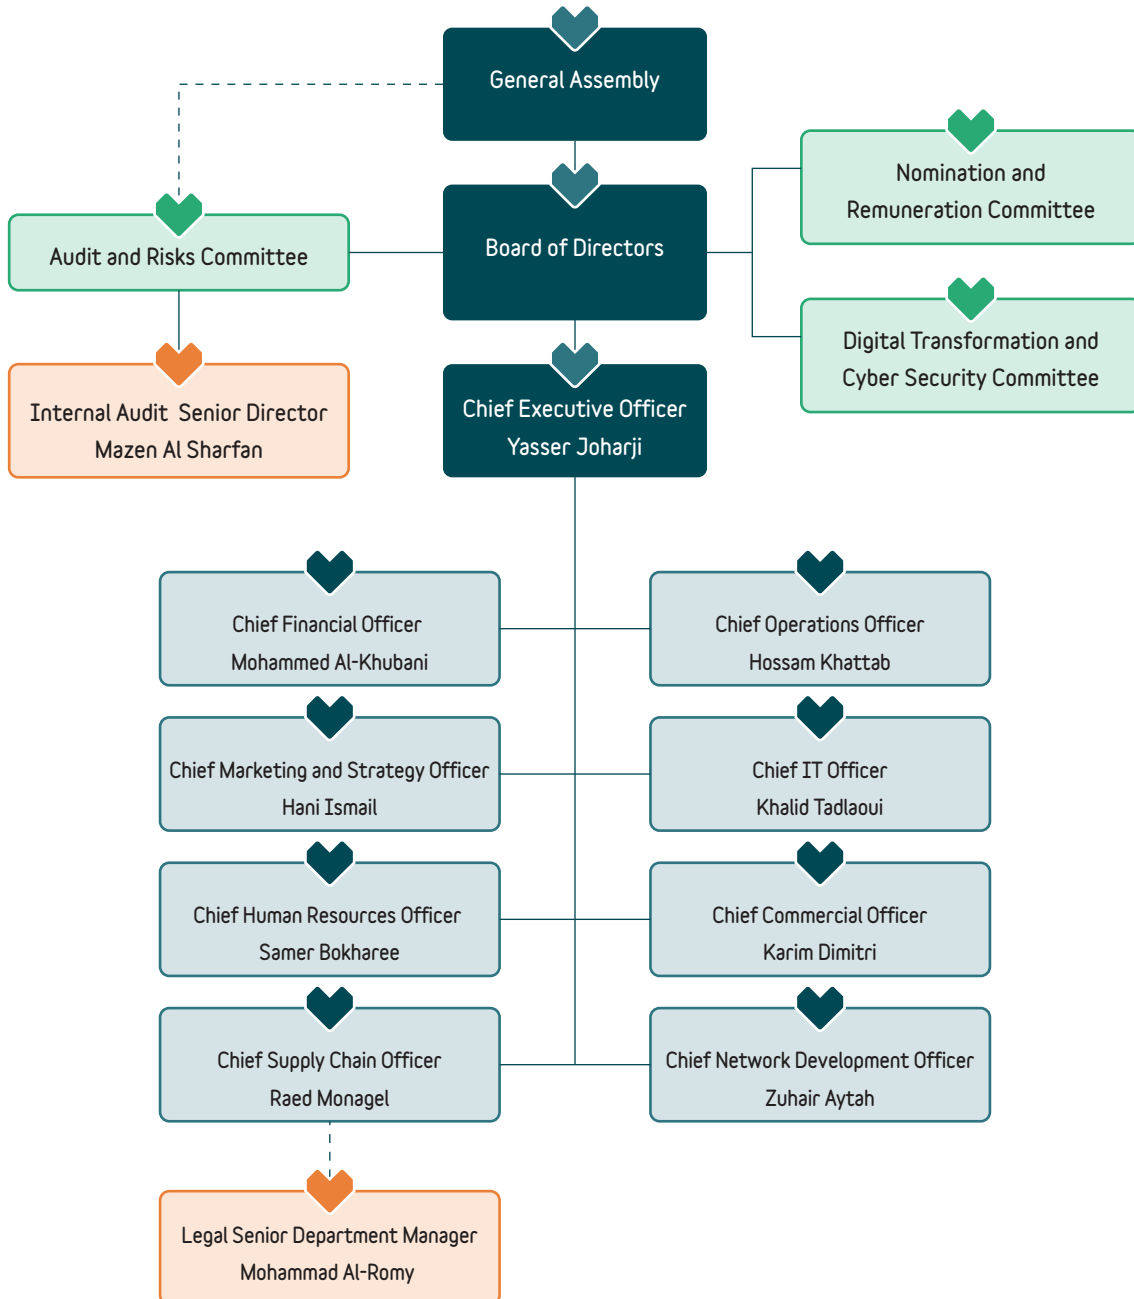 General Assembly
Nomination and
Remuneration Committee
Audit and Risks Committee
Board of Directors
Digital Transformation and
Cyber Security Committee
Internal Audit Senior Director
Mazen Al Sharfan
Chief Executive Officer
Yasser Joharji
Chief Financial Officer
Mohammed Al-Khubani
Chief Operations Officer
Hossam Khattab
Chief Marketing and Strategy Officer
Hani Ismail
Chief IT Officer
Khalid Tadlaoui
Chief Human Resources Officer
Samer Bokharee
Chief Commercial Officer
Karim Dimitri
Chief Supply Chain Officer
Raed Monagel
Chief Network Development Officer
Zuhair Aytah
Legal Senior Department Manager
Mohammad Al-Romy